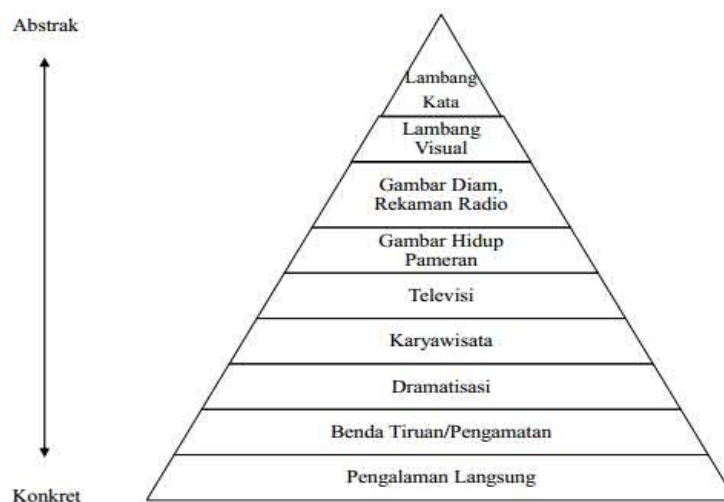 Abstrak
Lambang
Kata
Lambang
Visual
Gambar Diam,
Rekaman Radio
Gambar Hidup
Pameran
Televisi
Karyawisata
Dramatisasi
Benda Tiruan/Pengamatan
Pengalaman Langsung
Konkret